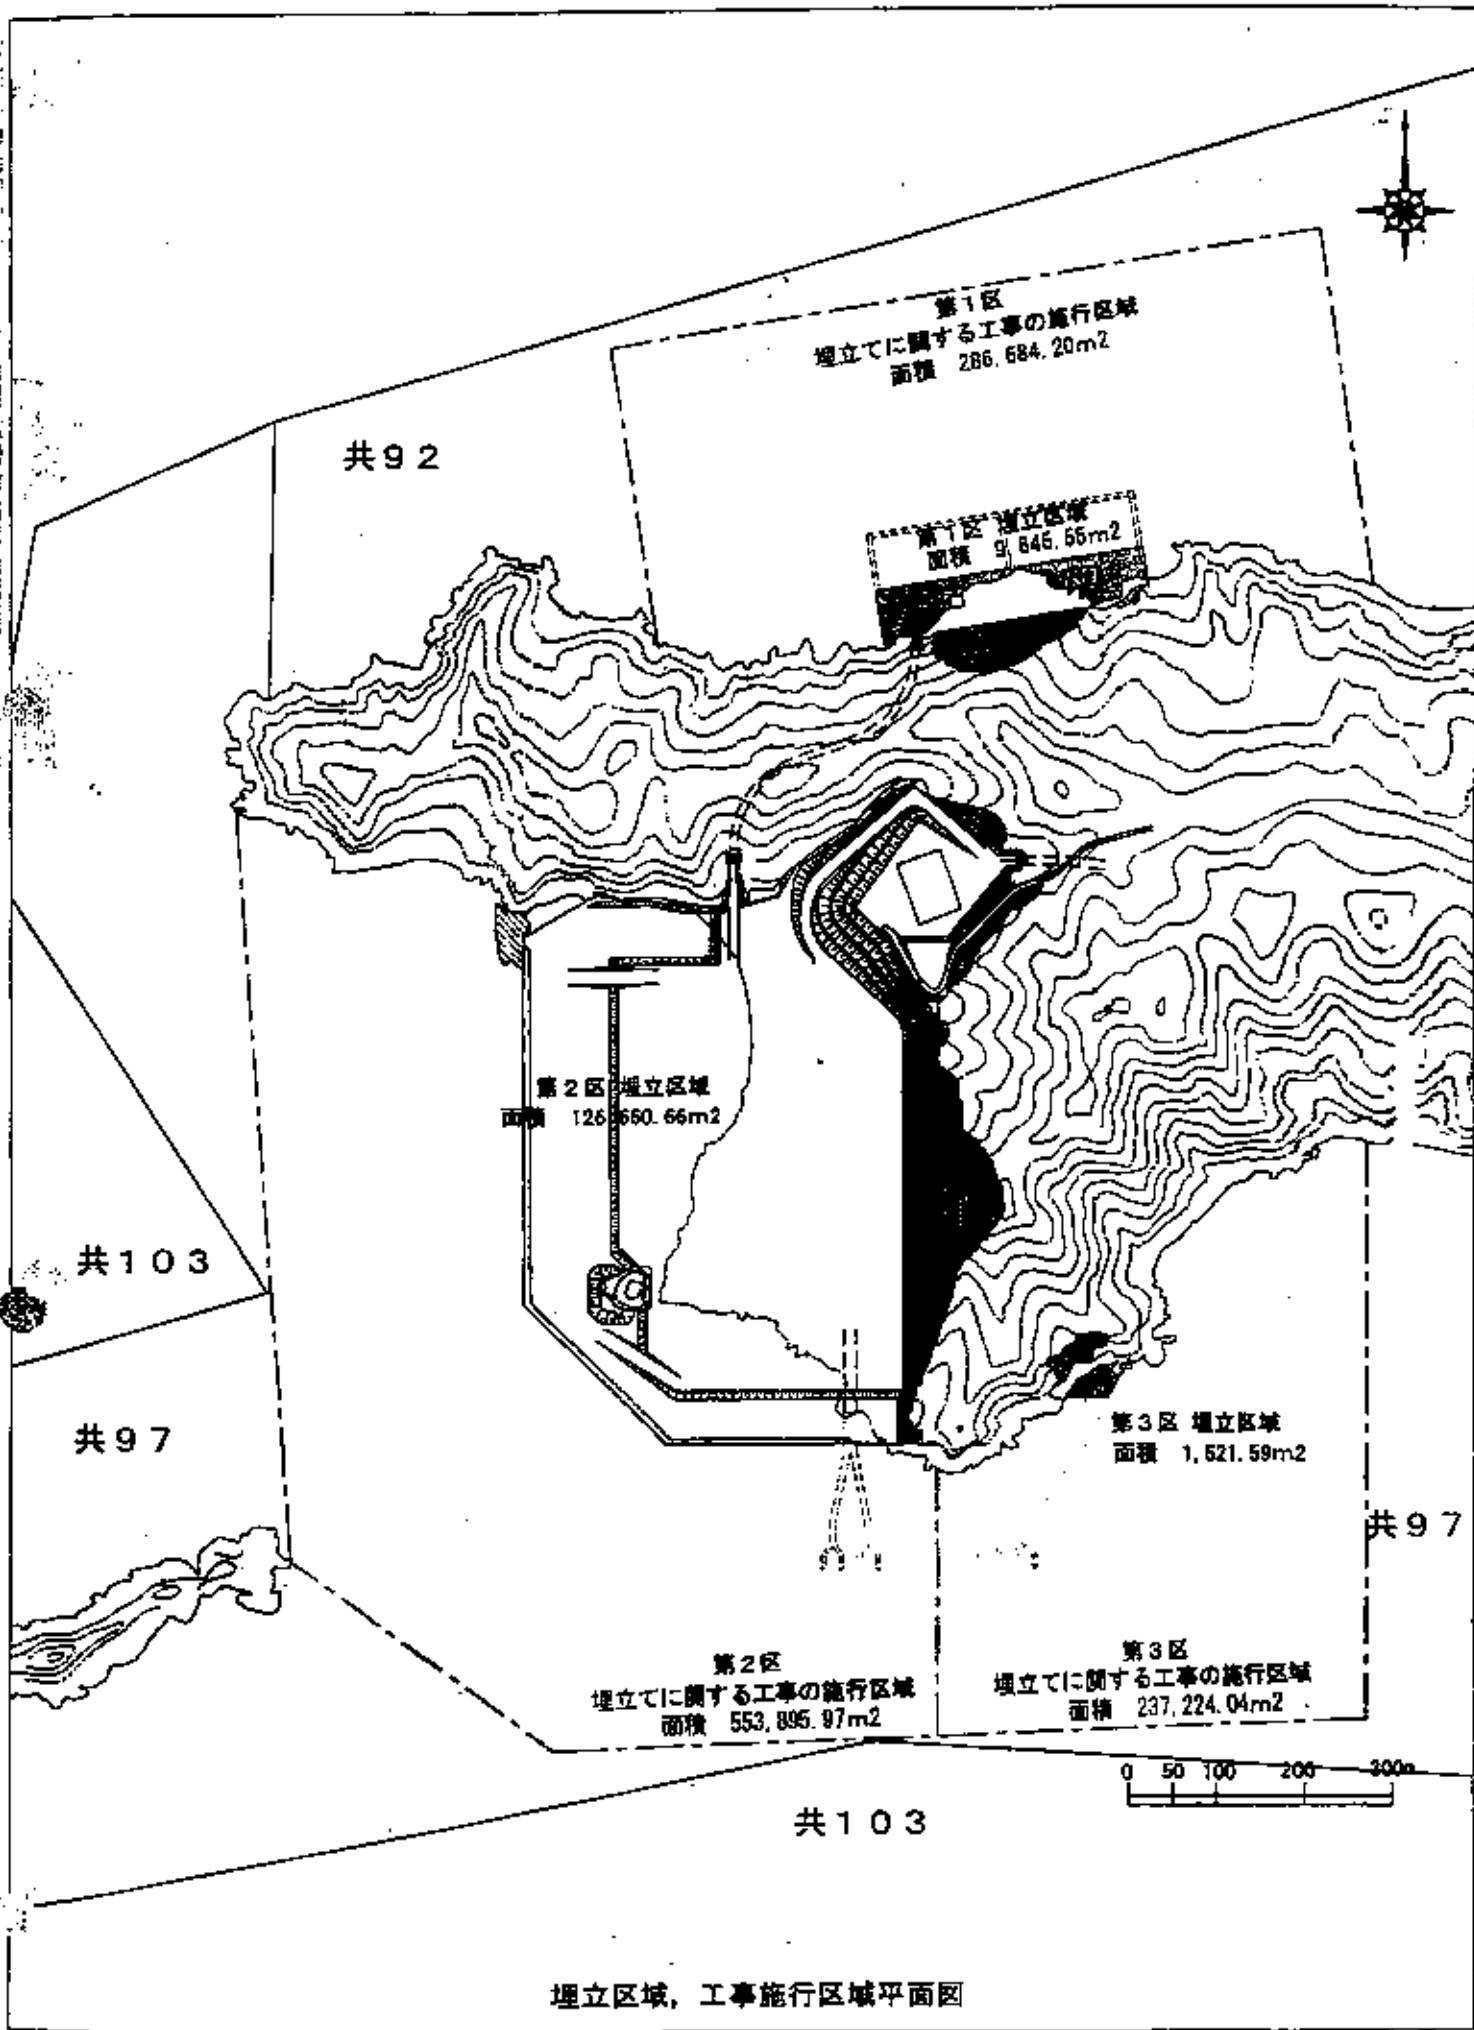 第1区
埋立てに関する工事の施行区域
面積 286,684.20m2
共92
第1区 埋立区域
面積 9,645.55m2
第2区 埋立区域
面積 126,660.66m2
共103
共97
第3区 埋立区域
面積 1,621.59m2
共97
第2区
埋立てに関する工事の施行区域
面積 553,895.97m2
第3区
埋立てに関する工事の施行区域
面積 237,224.04m2
0 50 100 200 300m
共103
埋立区域，工事施行区域平面図